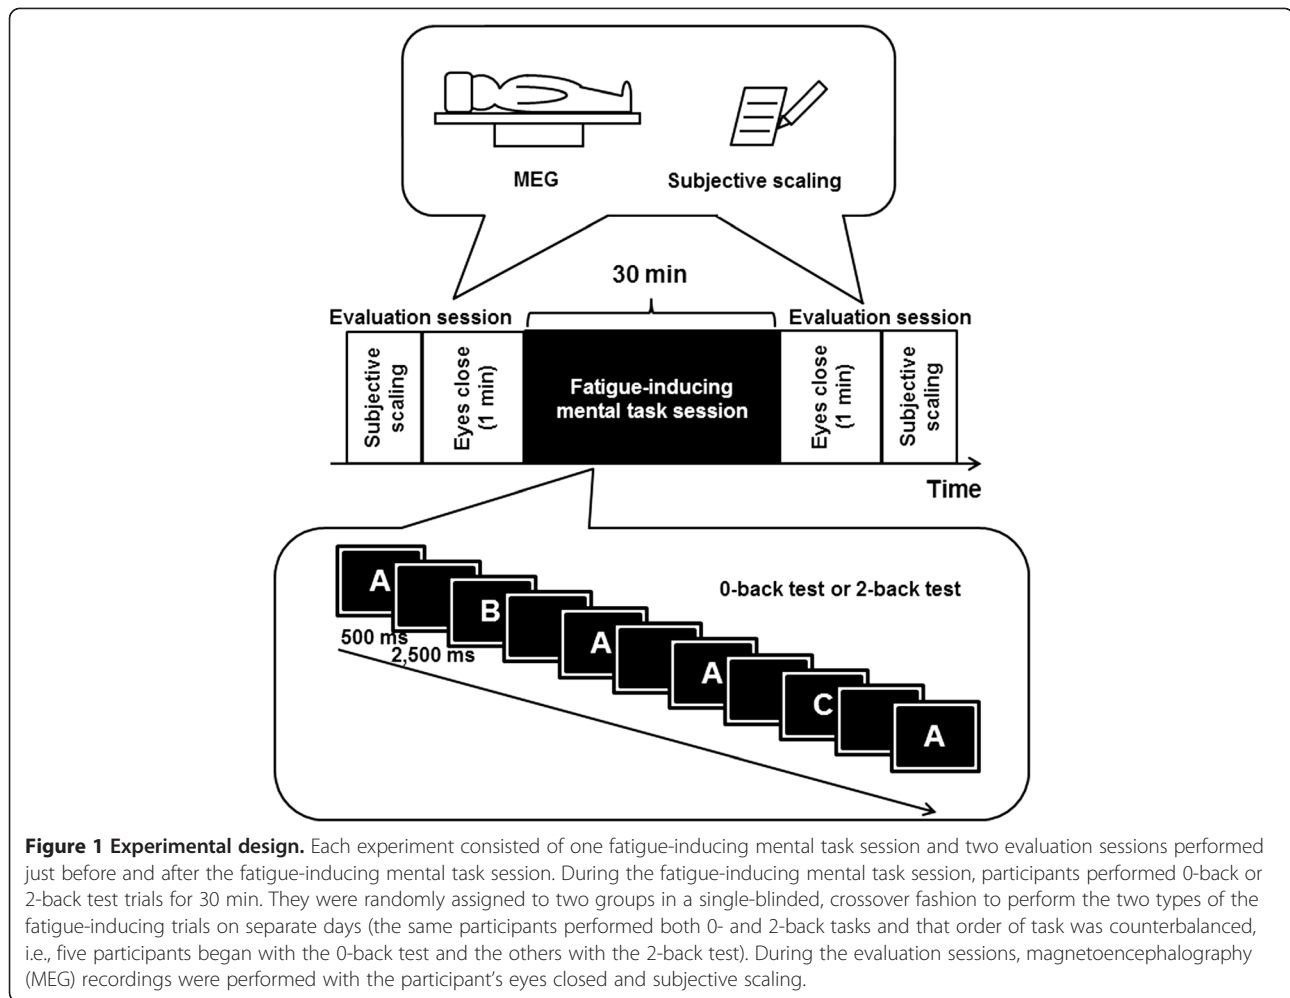 MEG
Subjective scaling
30 min
Evaluation session
Evaluation session
Subjective
scaling
Eyes close
(1 min)
Fatigue-inducing
mental task session
Eyes close
(1 min)
Subjective
scaling
Time
0-back test or 2-back test
A
B
A
A
C
A
500 ms
2,500 ms
Figure 1 Experimental design. Each experiment consisted of one fatigue-inducing mental task session and two evaluation sessions performed
just before and after the fatigue-inducing mental task session. During the fatigue-inducing mental task session, participants performed 0-back or
2-back test trials for 30 min. They were randomly assigned to two groups in a single-blinded, crossover fashion to perform the two types of the
fatigue-inducing trials on separate days (the same participants performed both 0- and 2-back tasks and that order of task was counterbalanced,
i.e., five participants began with the 0-back test and the others with the 2-back test). During the evaluation sessions, magnetoencephalography
(MEG) recordings were performed with the participant's eyes closed and subjective scaling.